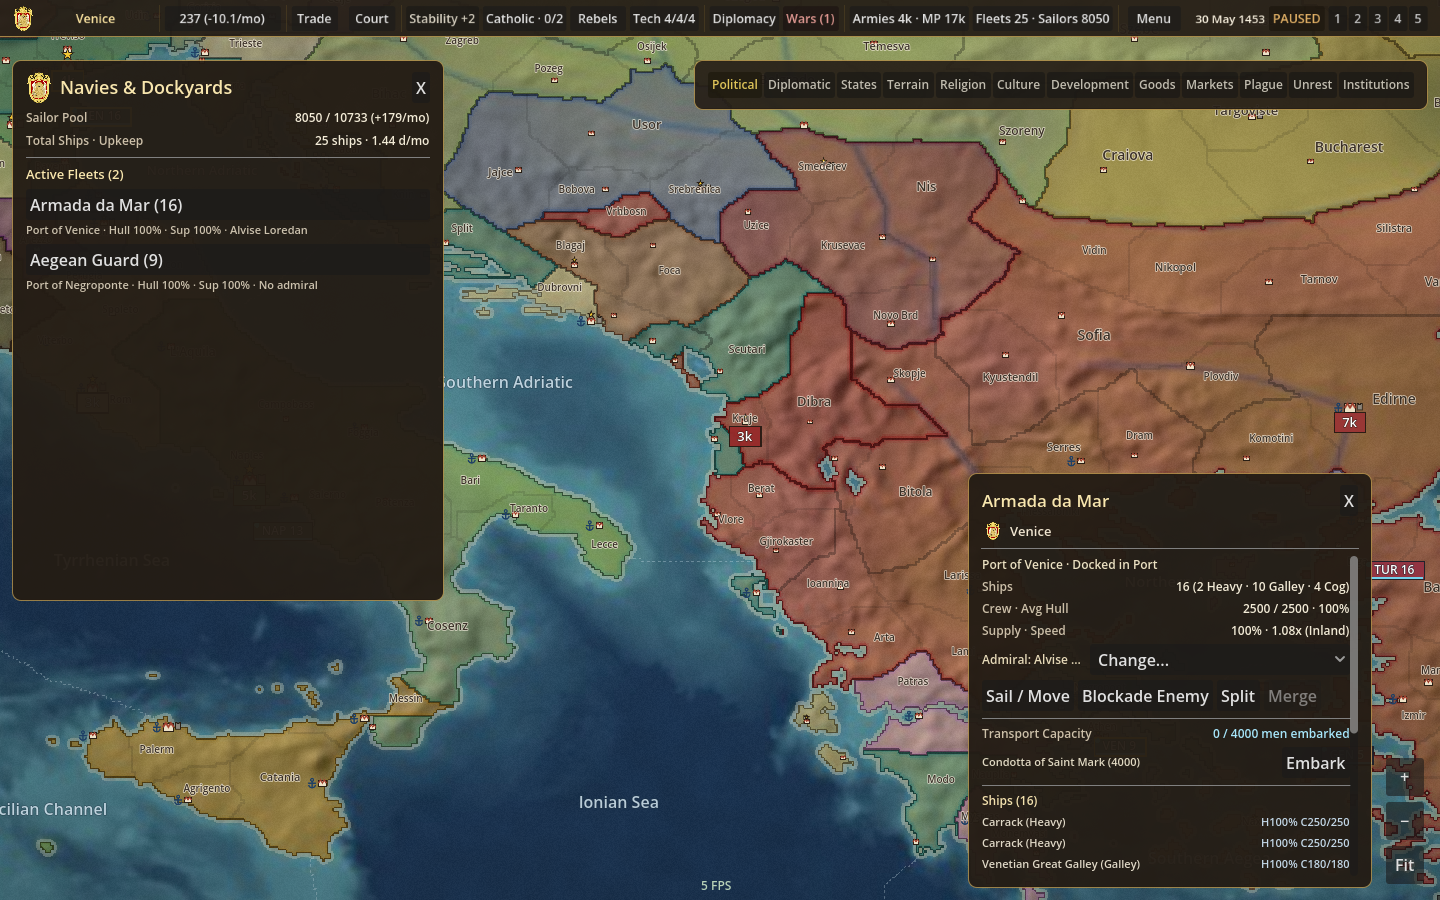 Venice
237 (-10.1/mo)
Trade
Court
Stability +2
Catholic · 0/2
Rebels
Tech 4/4/4
Diplomacy
Wars (1)
Armies 4k · MP 17k
Fleets 25 · Sailors 8050
Menu
30 May 1453
PAUSED
1 2 3 4 5
Navies & Dockyards
X
Sailor Pool
8050 / 10733 (+179/mo)
Total Ships · Upkeep
25 ships · 1.44 d/mo
Active Fleets (2)
Armada da Mar (16)
Port of Venice · Hull 100% · Sup 100% · Alvise Loredan
Aegean Guard (9)
Port of Negroponte · Hull 100% · Sup 100% · No admiral
Political
Diplomatic
States
Terrain
Religion
Culture
Development
Goods
Markets
Plague
Unrest
Institutions
Trieste
Zagreb
Osijek
Temesva
Pozeg
Targoviste
Usor
Szoreny
Craiova
Bucharest
Jajce
Bobova
Srebrenica
Smederev
Nis
Vrhbosn
Uzice
Split
Blagaj
Foca
Krusevac
Vidin
Nikopol
Silistra
Tarnov
Va
Dubrovni
Novo Brd
Scutari
Sofia
Skopje
Kyustendil
Plovdiv
Southern Adriatic
Dibra
Edirne
Kruje
3k
7k
Serres
Dram
Komotini
Bari
Berat
Bitola
Taranto
Vlore
Lecce
Gjirokaster
Tyrrhenian Sea
Ioannina
Laris
TUR 16
Ba
Cosenz
Arta
Lan
Messin
Patras
Izmir
Palerm
Catania
Agrigento
Modo
cilian Channel
Ionian Sea
5 FPS
Armada da Mar
X
Venice
Port of Venice · Docked in Port
Ships
16 (2 Heavy · 10 Galley · 4 Cog)
Crew · Avg Hull
2500 / 2500 · 100%
Supply · Speed
100% · 1.08x (Inland)
Admiral: Alvise ...
Change...
Sail / Move
Blockade Enemy
Split
Merge
Transport Capacity
0 / 4000 men embarked
Condotta of Saint Mark (4000)
Embark
Ships (16)
Carrack (Heavy)
H100% C250/250
Carrack (Heavy)
H100% C250/250
Venetian Great Galley (Galley)
H100% C180/180
+
−
Fit